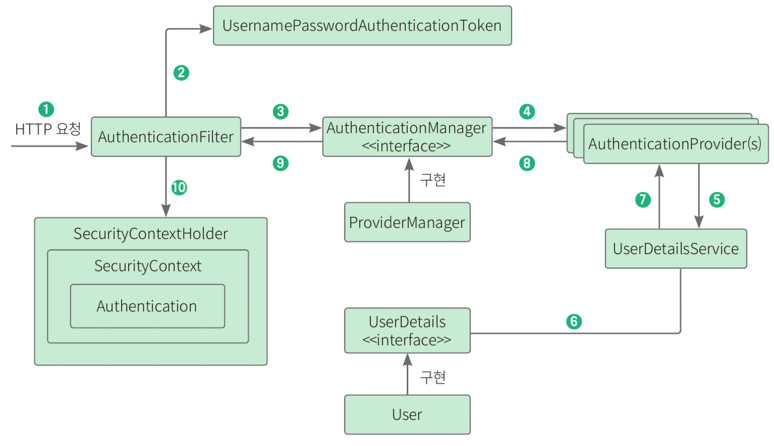 UsernamePasswordAuthenticationToken
2
1
HTTP 요청
AuthenticationFilter
3
9
AuthenticationManager
<<interface>>
4
8
AuthenticationProvider(s)
구현
ProviderManager
7
5
UserDetailsService
10
SecurityContextHolder
SecurityContext
Authentication
UserDetails
<<interface>>
6
구현
User